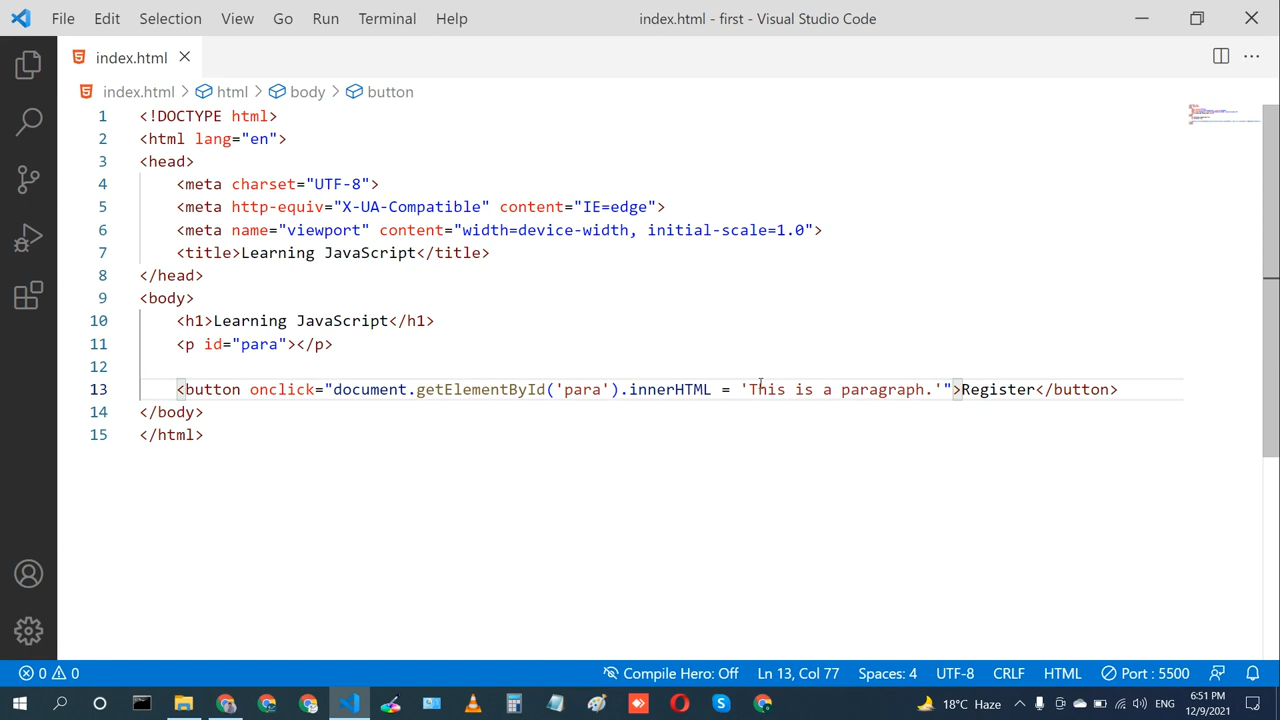 File Edit Selection View Go Run Terminal Help index.html - first - Visual Studio Code
index.html
index.html > html > body > button
1 <!DOCTYPE html>
2 <html lang="en">
3 <head>
4 <meta charset="UTF-8">
5 <meta http-equiv="X-UA-Compatible" content="IE=edge">
6 <meta name="viewport" content="width=device-width, initial-scale=1.0">
7 <title>Learning JavaScript</title>
8 </head>
9 <body>
10 <h1>Learning JavaScript</h1>
11 <p id="para"></p>
12
13 <button onclick="document.getElementById('para').innerHTML = 'This is a paragraph.'">Register</button>
14 </body>
15 </html>
0 0 Compile Hero: Off Ln 13, Col 77 Spaces: 4 UTF-8 CRLF HTML Port : 5500
18°C Haze ENG 6:51 PM
12/9/2021